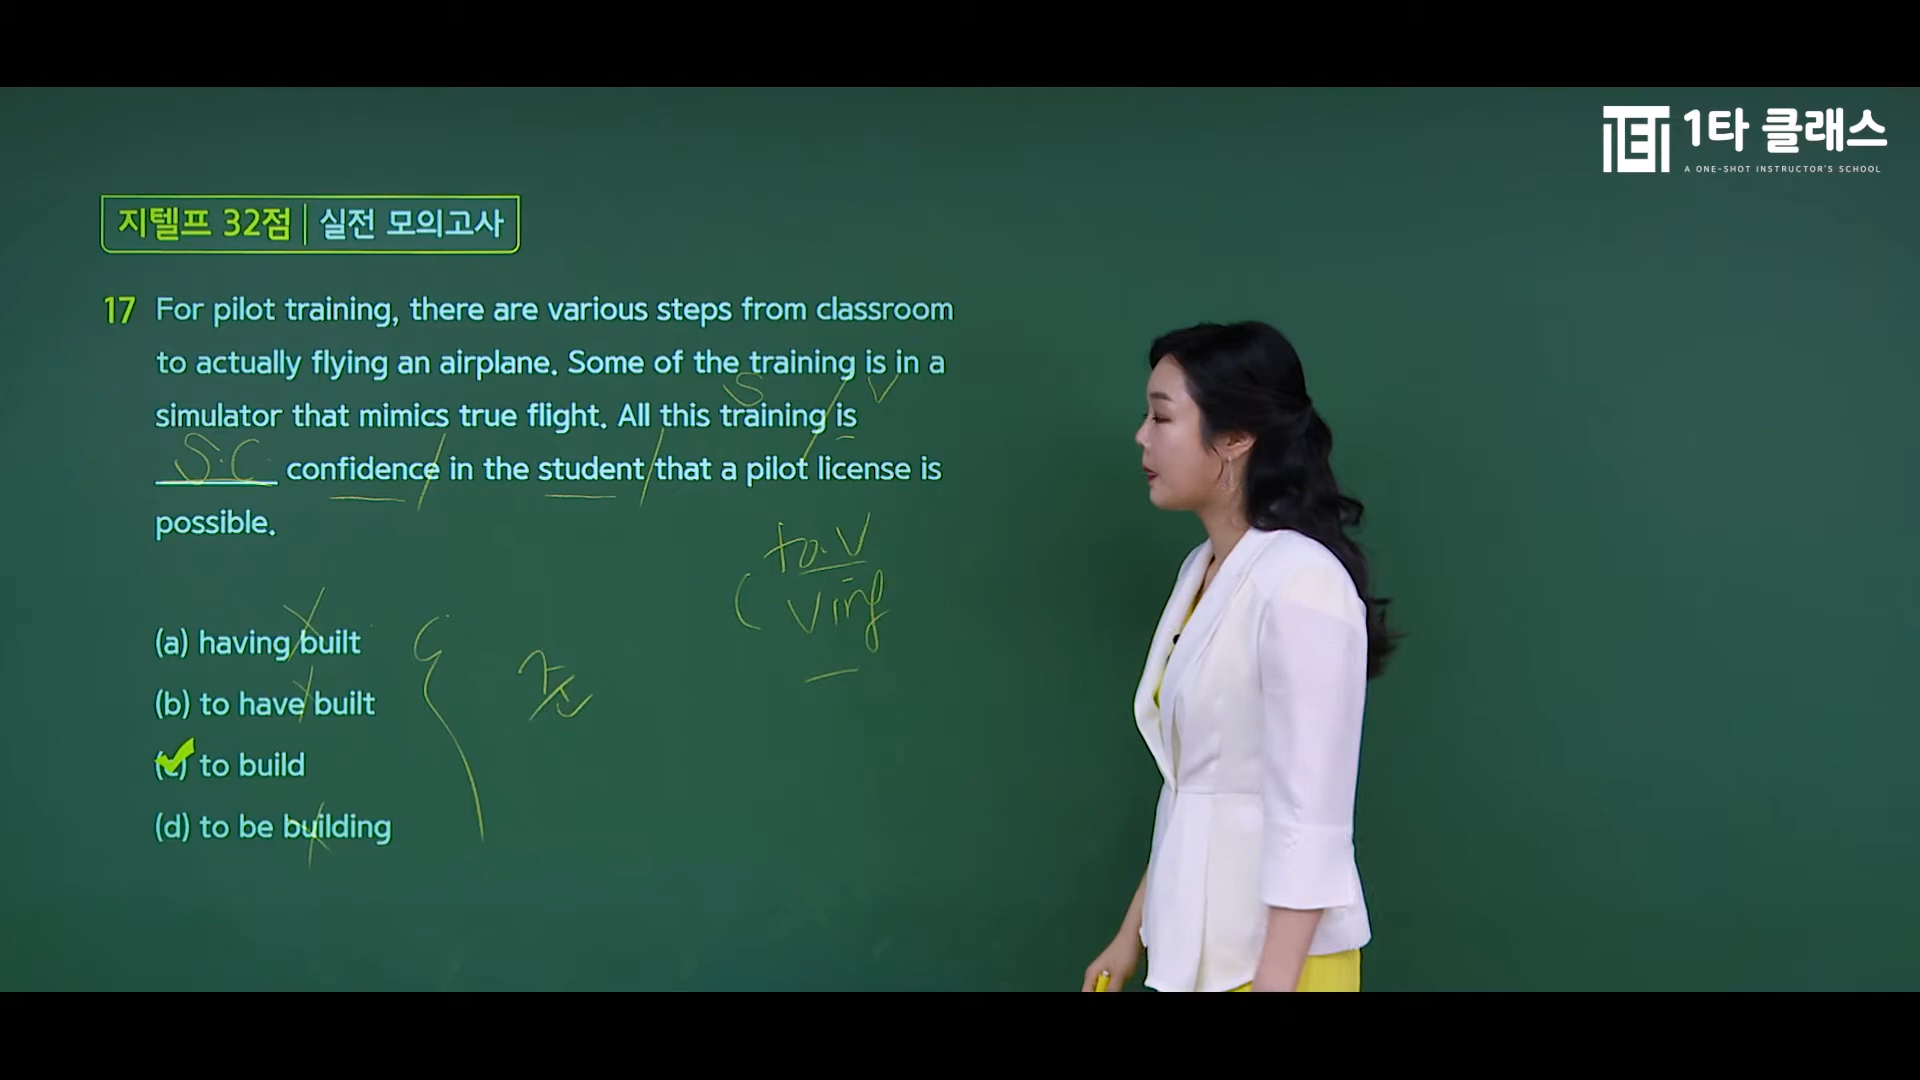 1타 클래스
A ONE-SHOT INSTRUCTOR'S SCHOOL
지텔프 32점 | 실전 모의고사
17 For pilot training, there are various steps from classroom
to actually flying an airplane. Some of the training is in a
S V
simulator that mimics true flight. All this training is
S.C. confidence in the student that a pilot license is
possible.
to V
Ving
(a) having built
(b) to have built
(c) to build
(d) to be building